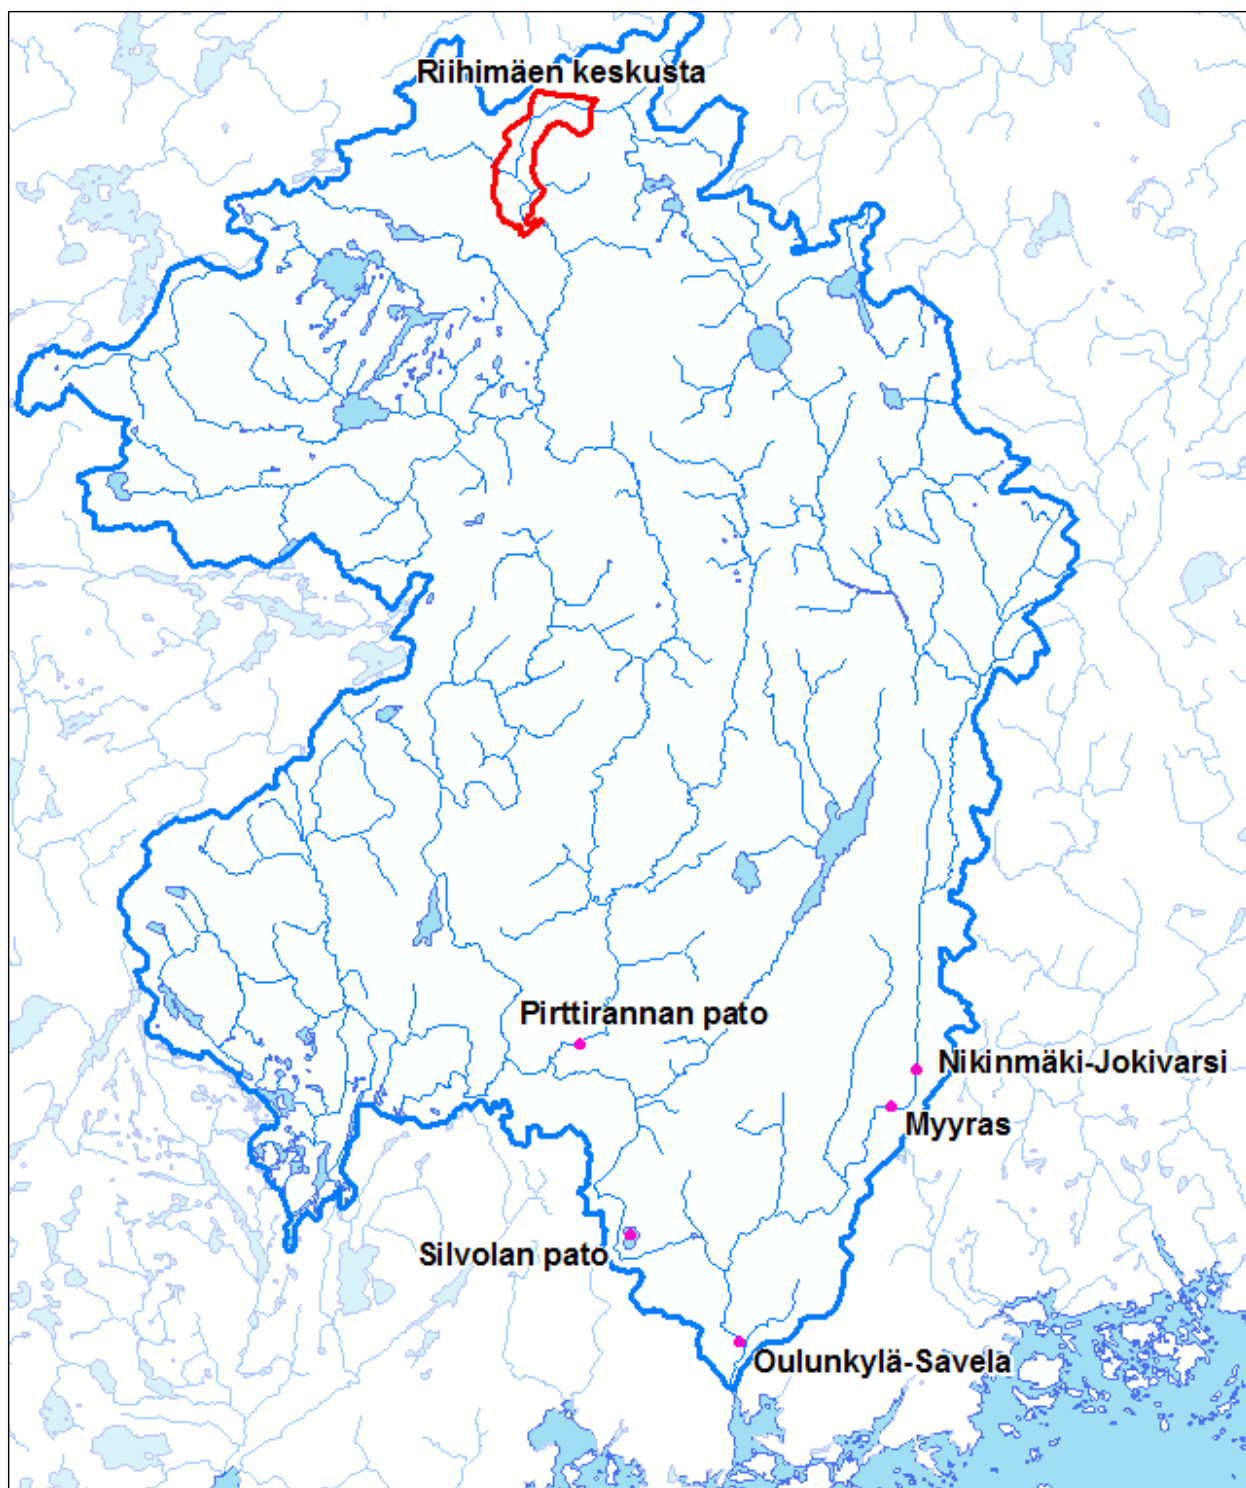 Riihimäen keskusta
Pirttirannan pato
Nikinmäki-Jokivarsi
Myyras
Silvolan pato
Oulunkylä-Savela